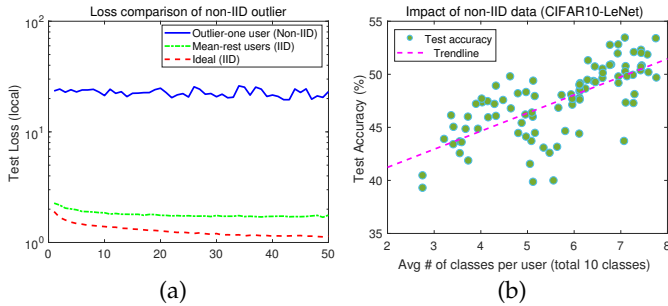 Loss comparison of non-IID outlier
10²
Outlier-one user (Non-IID)
Mean-rest users (IID)
Ideal (IID)
Test Loss (local)
10¹
10⁰
0 10 20 30 40 50
(a)
Impact of non-IID data (CIFAR10-LeNet)
Test accuracy
Trendline
Test Accuracy (%)
55
50
45
40
35
2 3 4 5 6 7 8
Avg # of classes per user (total 10 classes)
(b)